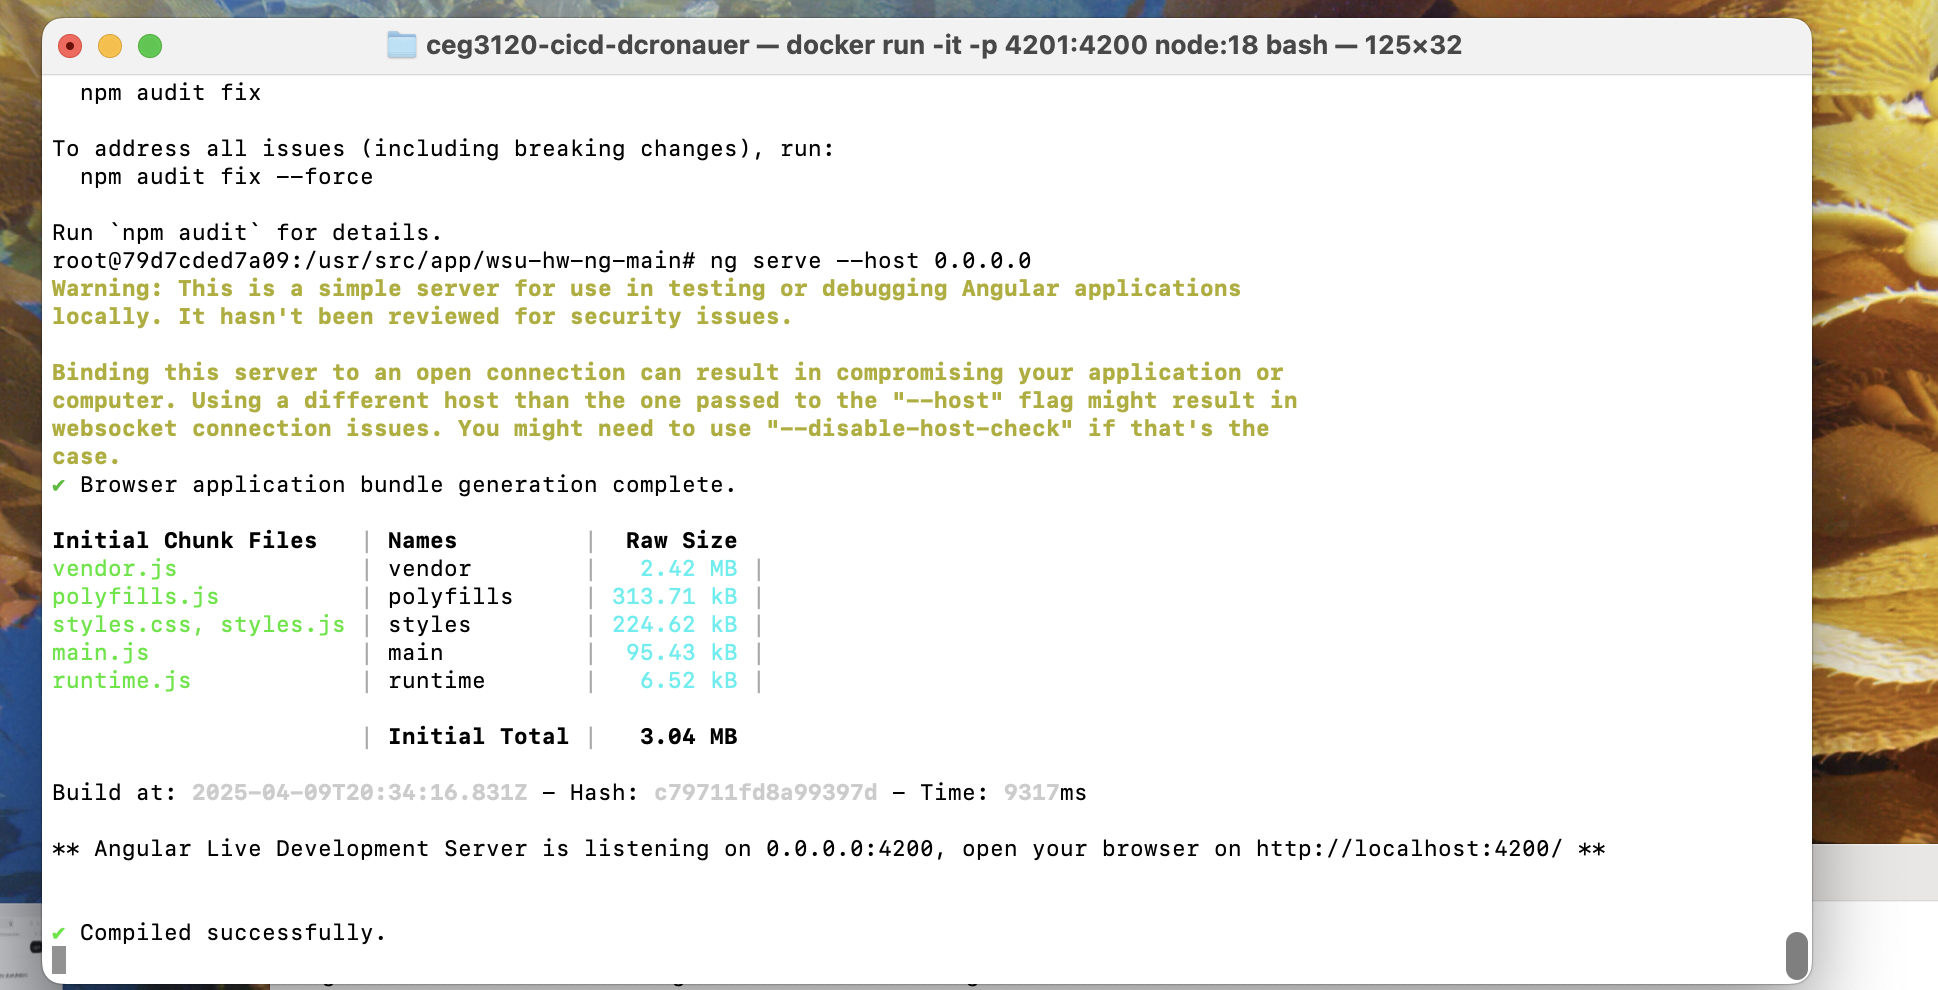 ceg3120-cicd-dcronauer — docker run -it -p 4201:4200 node:18 bash — 125×32
npm audit fix
To address all issues (including breaking changes), run:
npm audit fix --force
Run `npm audit` for details.
root@79d7cded7a09:/usr/src/app/wsu-hw-ng-main# ng serve --host 0.0.0.0
Warning: This is a simple server for use in testing or debugging Angular applications
locally. It hasn't been reviewed for security issues.
Binding this server to an open connection can result in compromising your application or
computer. Using a different host than the one passed to the "--host" flag might result in
websocket connection issues. You might need to use "--disable-host-check" if that's the
case.
✔ Browser application bundle generation complete.
Initial Chunk Files | Names | Raw Size
vendor.js | vendor | 2.42 MB |
polyfills.js | polyfills | 313.71 kB |
styles.css, styles.js | styles | 224.62 kB |
main.js | main | 95.43 kB |
runtime.js | runtime | 6.52 kB |
| Initial Total | 3.04 MB
Build at: 2025-04-09T20:34:16.831Z - Hash: c79711fd8a99397d - Time: 9317ms
** Angular Live Development Server is listening on 0.0.0.0:4200, open your browser on http://localhost:4200/ **
✔ Compiled successfully.